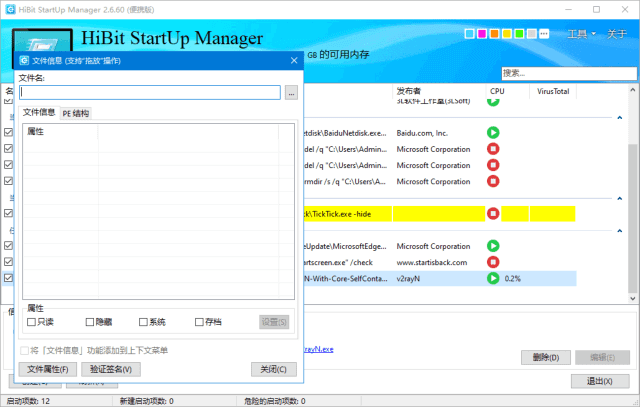 HiBit StartUp Manager 2.6.60 (便携版)
HiBit StartUp Manager
工具
关于
GB 的可用内存
搜索...
文件信息 (支持"拖放"操作)
文件名:
...
文件信息
PE 结构
属性
属性
只读
隐藏
系统
存档
设置(S)
将「文件信息」功能添加到上下文菜单
文件属性(F)
验证签名(V)
关闭(C)
发布者 CPU VirusTotal
3L软件工作室(3LSoft)
netdisk\BaiduNetdisk.exe... Baidu.com, Inc.
del /q "C:\Users\Admin... Microsoft Corporation
del /q "C:\Users\Admin... Microsoft Corporation
rmdir /s /q "C:\Users\A... Microsoft Corporation
k\TickTick.exe -hide
eUpdate\MicrosoftEdge... Microsoft Corporation
artscreen.exe" /check www.startisback.com
N-With-Core-SelfConta... v2rayN 0.2%
rayN.exe
删除(D)
编辑(E)
退出(X)
启动项数: 12
新建启动项数: 0
危险的启动项数: 0